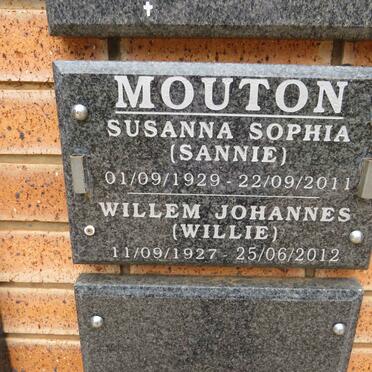 MOUTON
SUSANNA SOPHIA
(SANNIE)
01/09/1929 - 22/09/2011
WILLEM JOHANNES
(WILLIE)
11/09/1927 - 25/06/2012